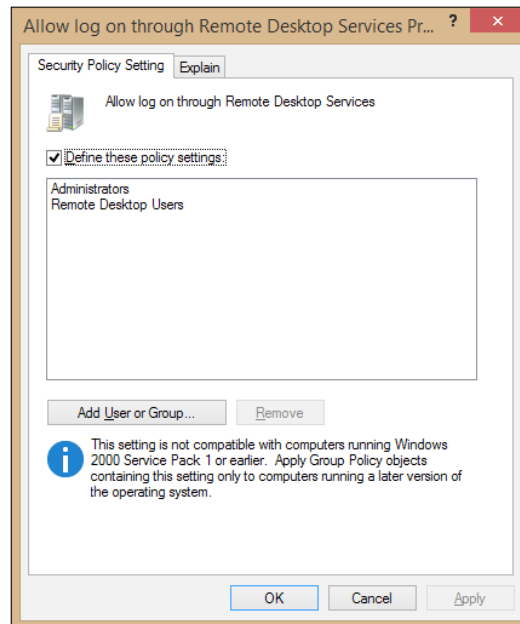 Allow log on through Remote Desktop Services Pr... ? ×
Security Policy Setting Explain
Allow log on through Remote Desktop Services
Define these policy settings:
Administrators
Remote Desktop Users
Add User or Group... Remove
This setting is not compatible with computers running Windows
2000 Service Pack 1 or earlier. Apply Group Policy objects
containing this setting only to computers running a later version of
the operating system.
OK Cancel Apply